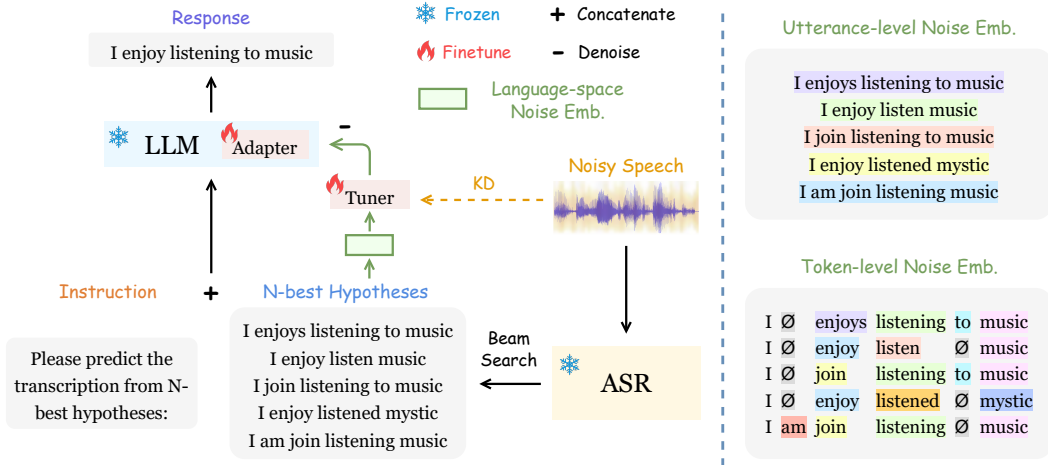 Response
I enjoy listening to music
Frozen
+ Concatenate
Finetune
- Denoise
Language-space
Noise Emb.
LLM
Adapter
-
Tuner
KD
Noisy Speech
Instruction
+
N-best Hypotheses
Please predict the
transcription from N-
best hypotheses:
I enjoys listening to music
I enjoy listen music
I join listening to music
I enjoy listened mystic
I am join listening music
Beam
Search
ASR
Utterance-level Noise Emb.
I enjoys listening to music
I enjoy listen music
I join listening to music
I enjoy listened mystic
I am join listening music
Token-level Noise Emb.
I Ø enjoys listening to music
I Ø enjoy listen Ø music
I Ø join listening to music
I Ø enjoy listened Ø mystic
I am join listening Ø music